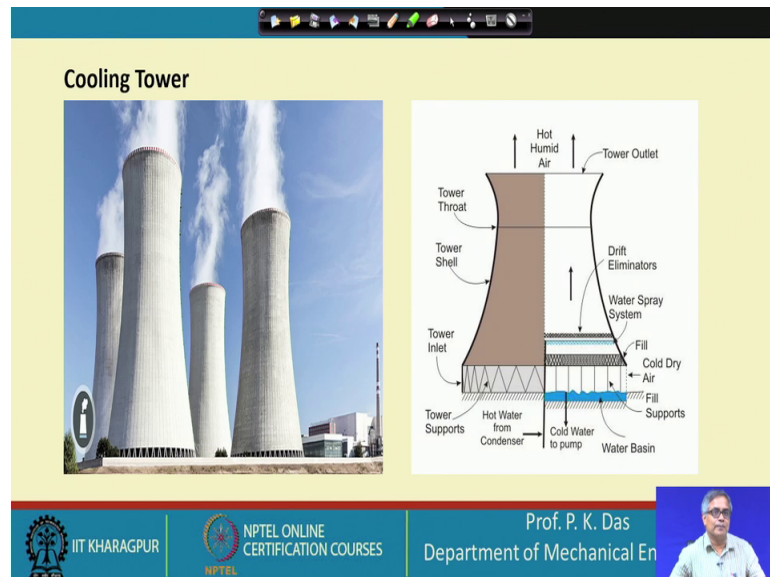 Cooling Tower
Hot
Humid
Air
Tower Outlet
Tower
Throat
Tower
Shell
Drift
Eliminators
Water Spray
System
Tower
Inlet
Fill
Cold Dry
Air
Fill
Supports
Tower
Supports
Hot Water
from
Condenser
Cold Water
to pump
Water Basin
IIT KHARAGPUR
NPTEL
NPTEL ONLINE
CERTIFICATION COURSES
Prof. P. K. Das
Department of Mechanical En